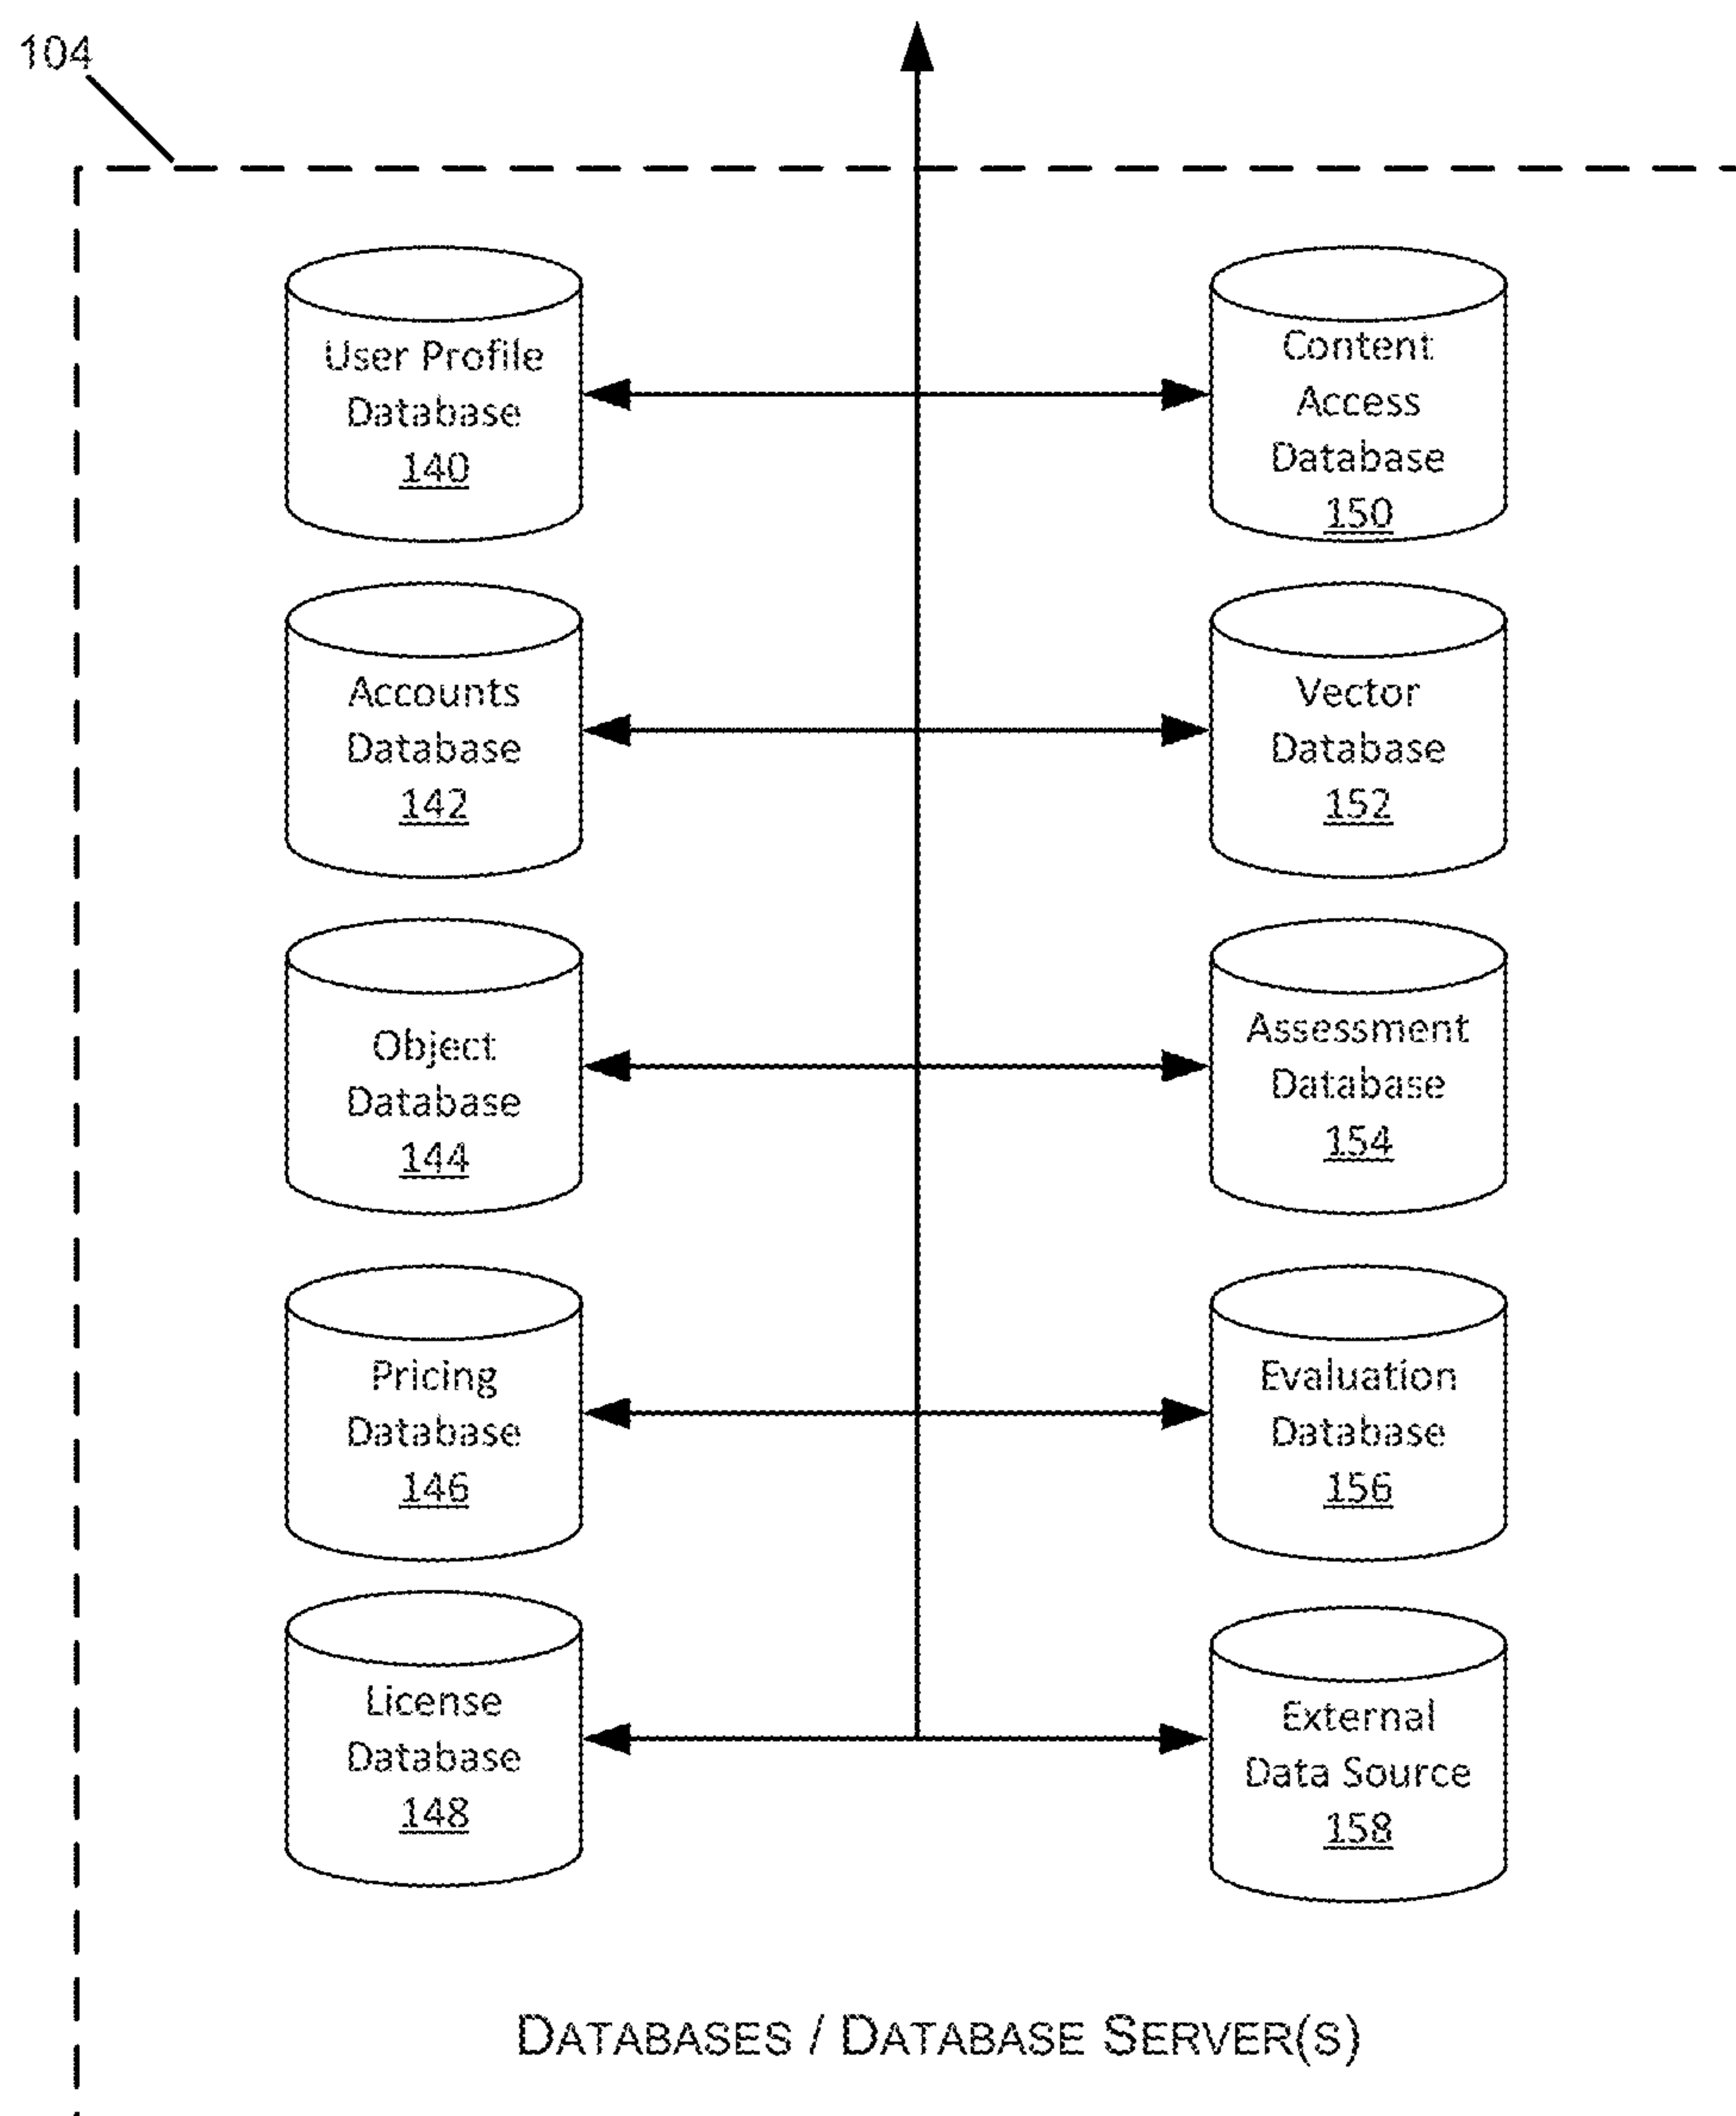 104
User Profile
Database
140
Content
Access
Database
150
Accounts
Database
142
Vector
Database
152
Object
Database
144
Assessment
Database
154
Pricing
Database
146
Evaluation
Database
156
License
Database
148
External
Data Source
158
DATABASES / DATABASE SERVER(S)